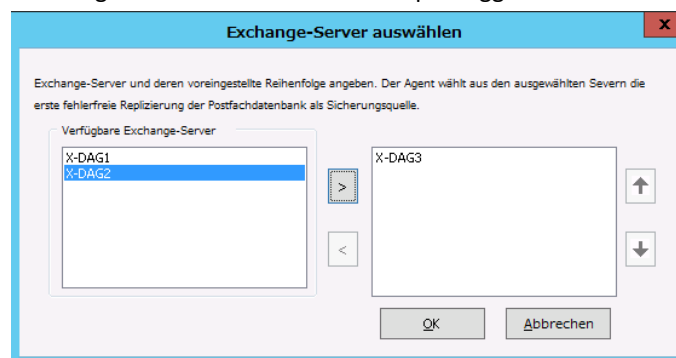 Exchange-Server auswählen
x
Exchange-Server und deren voreingestellte Reihenfolge angeben. Der Agent wählt aus den ausgewählten Severn die
erste fehlerfreie Replizierung der Postfachdatenbank als Sicherungsquelle.
Verfügbare Exchange-Server
X-DAG1
X-DAG2
>
X-DAG3
<
OK
Abbrechen